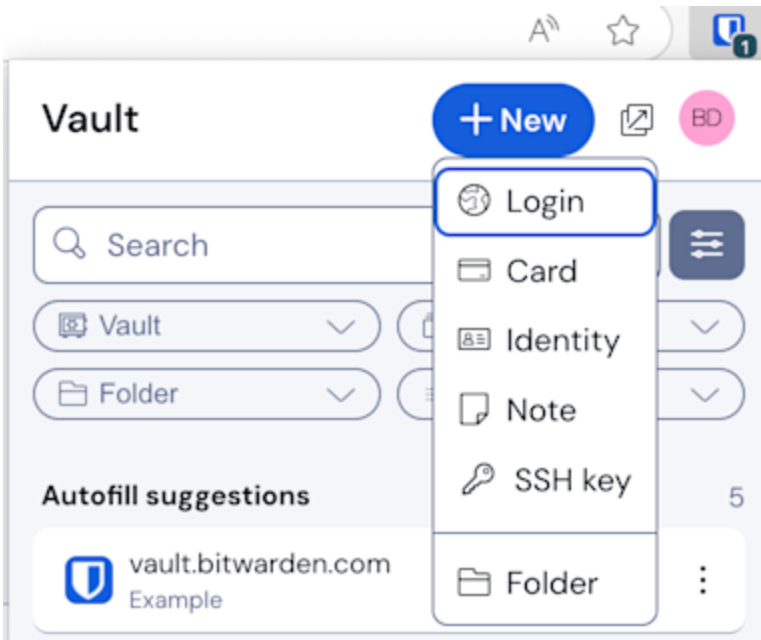 A
1
Vault
New
BD
Login
Search
Card
Vault
Identity
Folder
Note
SSH key
Autofill suggestions
5
vault.bitwarden.com
Example
Folder